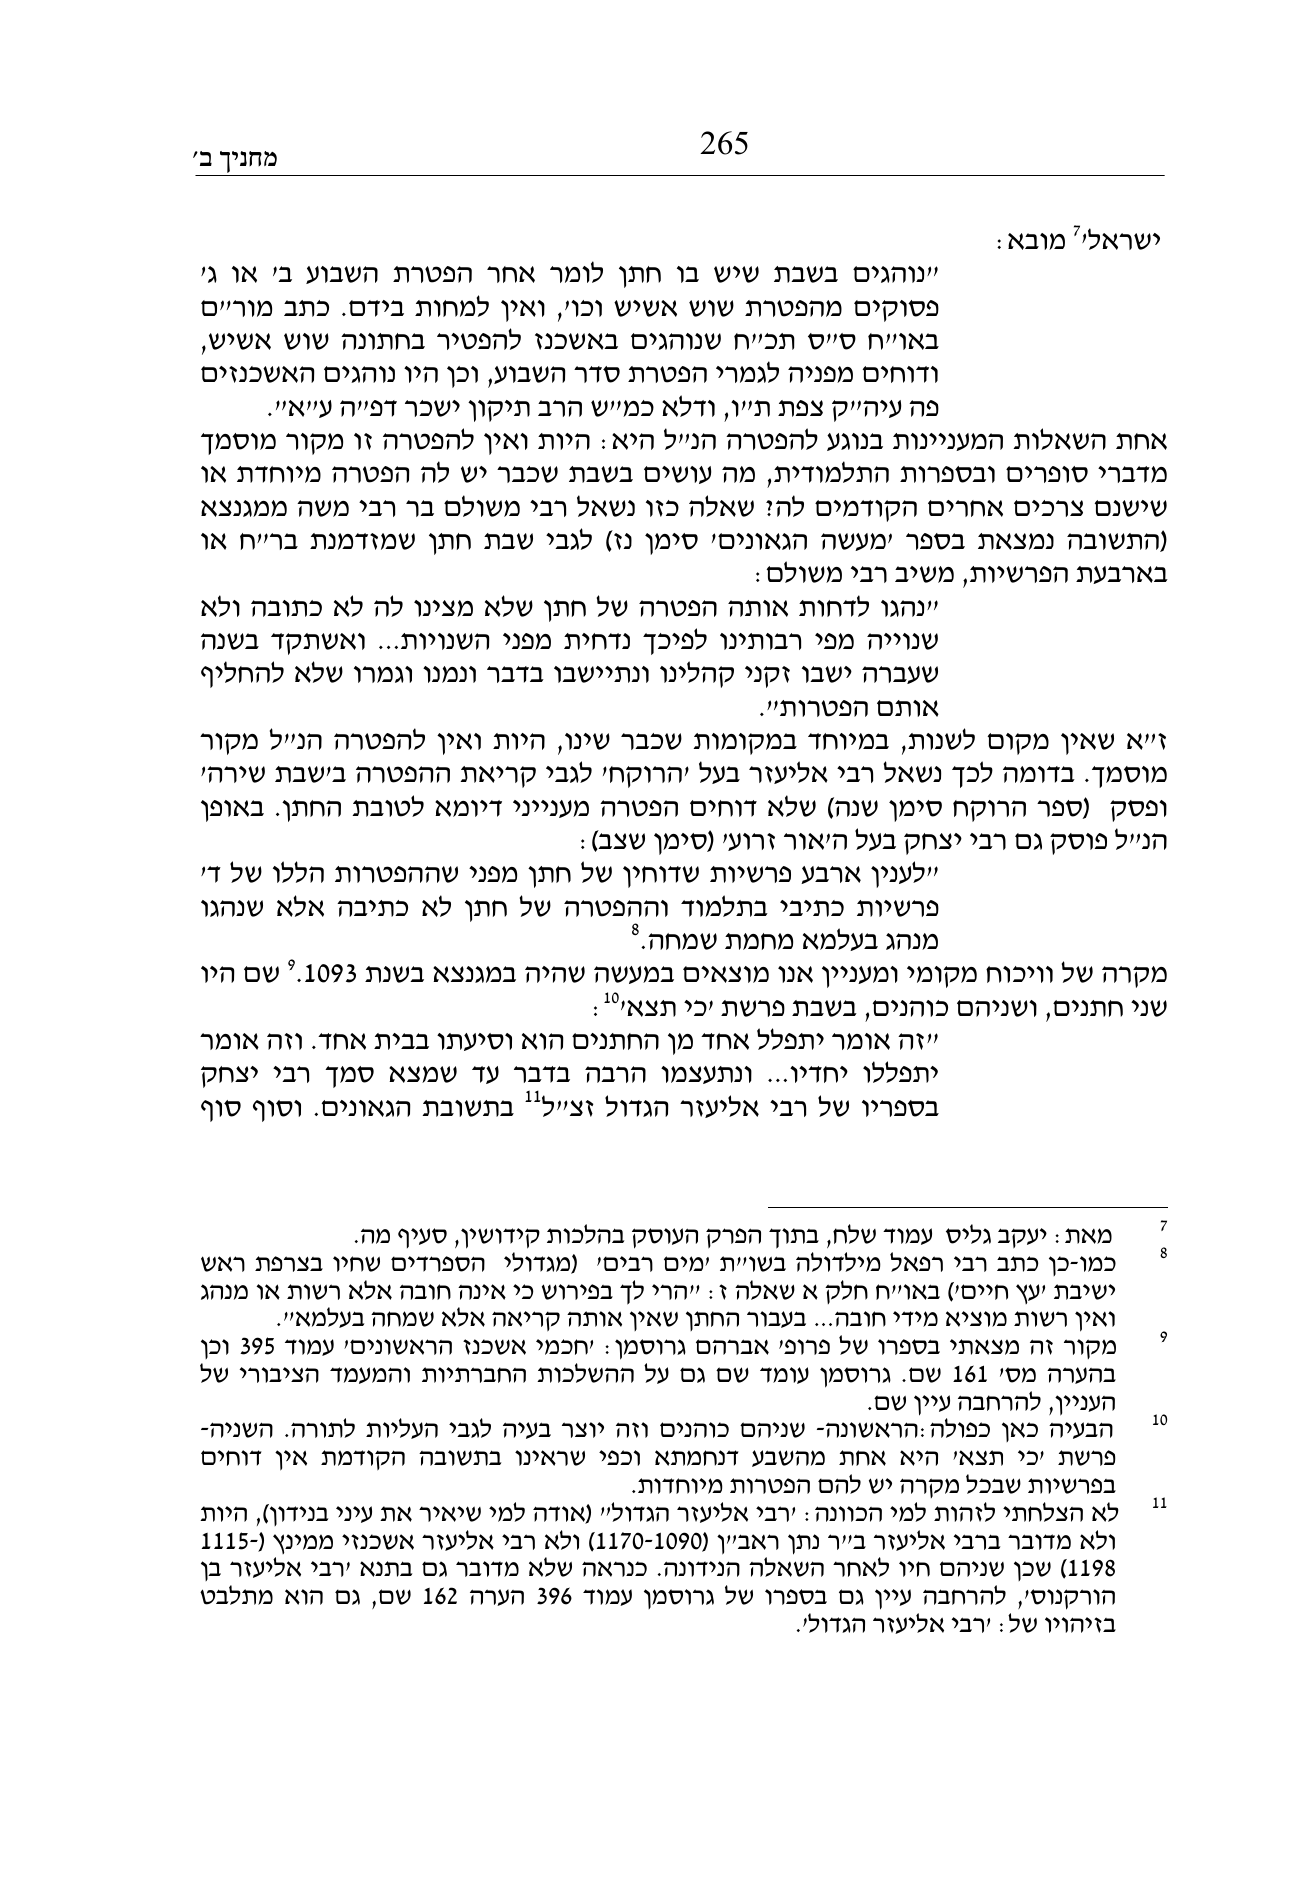 265
מחניך ב'
ישראלי'7 מובא:
"נוהגים בשבת שיש בו חתן לומר אחר הפטרת השבוע ב' או ג'
פסוקים מהפטרת שוש אשיש וכו', ואין למחות בידם. כתב מור"ם
באו"ח ס"ס תכ"ח שנוהגים באשכנז להפטיר בחתונה שוש אשיש,
ודוחים מפניה לגמרי הפטרת סדר השבוע, וכן היו נוהגים האשכנזים
פה עיה"ק צפת ת"ו, ודלא כמ"ש הרב תיקון ישכר דפ"ה ע"א".
אחת השאלות המעניינות בנוגע להפטרה הנ"ל היא: היות ואין להפטרה זו מקור מוסמך
מדברי סופרים ובספרות התלמודית, מה עושים בשבת שכבר יש לה הפטרה מיוחדת או
שישנם צרכים אחרים הקודמים לה? שאלה כזו נשאל רבי משולם בר רבי משה ממגנצא
(התשובה נמצאת בספר 'מעשה הגאונים' סימן נז) לגבי שבת חתן שמזדמנת בר"ח או
בארבעת הפרשיות, משיב רבי משולם:
"נהגו לדחות אותה הפטרה של חתן שלא מצינו לה לא כתובה ולא
שנוייה מפי רבותינו לפיכך נדחית מפני השנויות... ואשתקד בשנה
שעברה ישבו זקני קהלינו ונתיישבו בדבר ונמנו וגמרו שלא להחליף
אותם הפטרות".
ז"א שאין מקום לשנות, במיוחד במקומות שכבר שינו, היות ואין להפטרה הנ"ל מקור
מוסמך. בדומה לכך נשאל רבי אליעזר בעל 'הרוקח' לגבי קריאת ההפטרה ב'שבת שירה'
ופסק (ספר הרוקח סימן שנה) שלא דוחים הפטרה מענייני דיומא לטובת החתן. באופן
הנ"ל פוסק גם רבי יצחק בעל ה'אור זרוע' (סימן שצב):
"לענין ארבע פרשיות שדוחין של חתן מפני שההפטרות הללו של ד'
פרשיות כתיבי בתלמוד וההפטרה של חתן לא כתיבה אלא שנהגו
מנהג בעלמא מחמת שמחה.8
מקרה של וויכוח מקומי ומעניין אנו מוצאים במעשה שהיה במגנצא בשנת 1093.9 שם היו
שני חתנים, ושניהם כוהנים, בשבת פרשת 'כי תצא'10:
"זה אומר יתפלל אחד מן החתנים הוא וסיעתו בבית אחד. וזה אומר
יתפללו יחדיו... ונתעצמו הרבה בדבר עד שמצא סמך רבי יצחק
בספריו של רבי אליעזר הגדול זצ"ל11 בתשובת הגאונים. וסוף סוף
7 מאת: יעקב גליס עמוד שלח, בתוך הפרק העוסק בהלכות קידושין, סעיף מה.
8 כמו-כן כתב רבי רפאל מילדולה בשו"ת 'מים רבים' (מגדולי הספרדים שחיו בצרפת ראש
ישיבת 'עץ חיים') באו"ח חלק א שאלה ז: "הרי לך בפירוש כי אינה חובה אלא רשות או מנהג
ואין רשות מוציא מידי חובה... בעבור החתן שאין אותה קריאה אלא שמחה בעלמא".
9 מקור זה מצאתי בספרו של פרופ' אברהם גרוסמן: 'חכמי אשכנז הראשונים' עמוד 395 וכן
בהערה מס' 161 שם. גרוסמן עומד שם גם על ההשלכות החברתיות והמעמד הציבורי של
העניין, להרחבה עיין שם.
10 הבעיה כאן כפולה:הראשונה- שניהם כוהנים וזה יוצר בעיה לגבי העליות לתורה. השניה-
פרשת 'כי תצא' היא אחת מהשבע דנחמתא וכפי שראינו בתשובה הקודמת אין דוחים
בפרשיות שבכל מקרה יש להם הפטרות מיוחדות.
11 לא הצלחתי לזהות למי הכוונה: 'רבי אליעזר הגדול" (אודה למי שיאיר את עיני בנידון), היות
ולא מדובר ברבי אליעזר ב"ר נתן ראב"ן (1170-1090) ולא רבי אליעזר אשכנזי ממינץ (1115-
1198) שכן שניהם חיו לאחר השאלה הנידונה. כנראה שלא מדובר גם בתנא 'רבי אליעזר בן
הורקנוס', להרחבה עיין גם בספרו של גרוסמן עמוד 396 הערה 162 שם, גם הוא מתלבט
בזיהויו של: 'רבי אליעזר הגדול'.